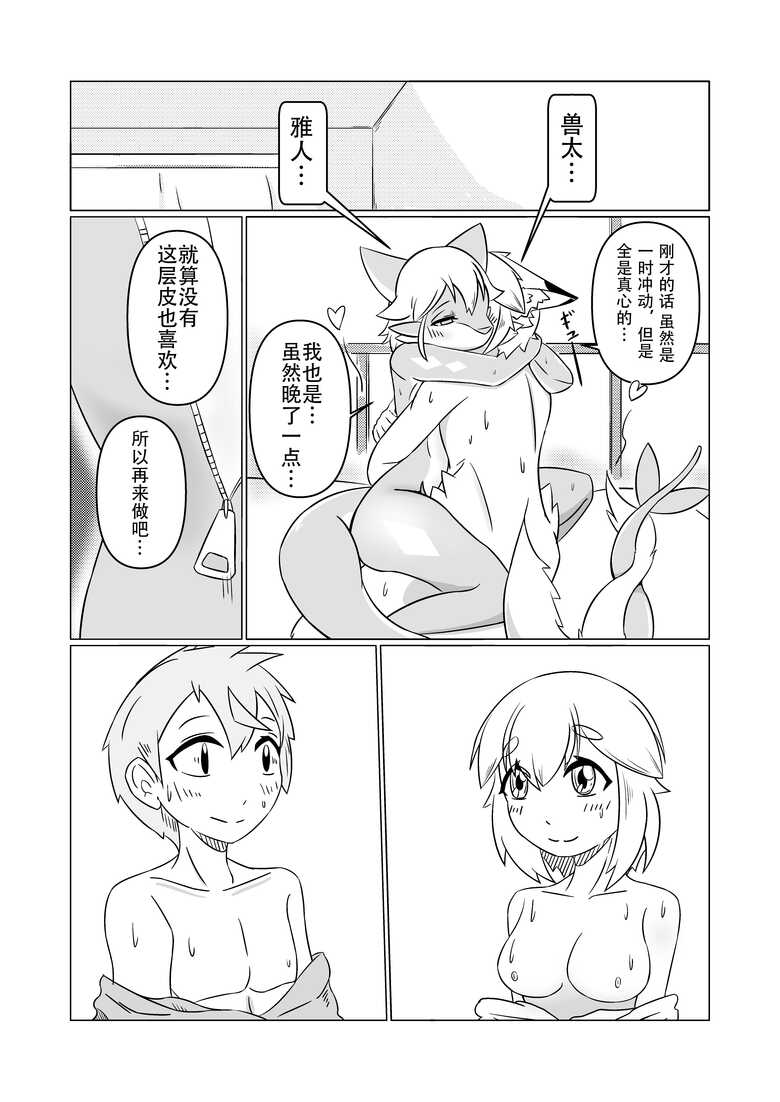 兽太…
雅人…
刚才的话 虽然是
一时冲动，但是
全是真心的…
ギュ
我也是…
虽然晚了一点…
就算没有
这层皮也喜欢…
所以再来做吧…